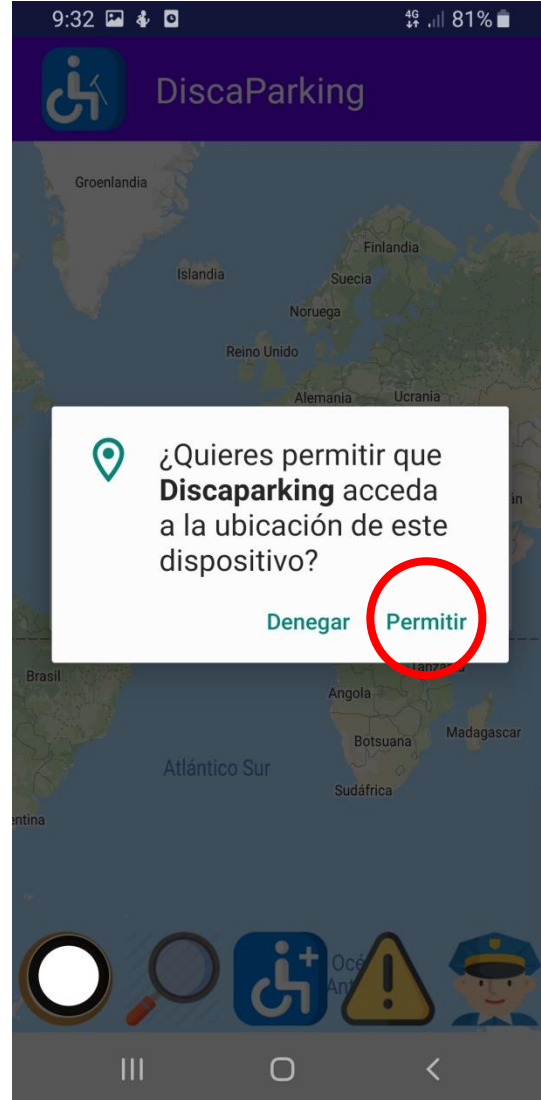 9:32
4G 81%
DiscaParking
Groenlandia
Finlandia
Islandia
Suecia
Noruega
Reino Unido
Alemania
Ucrania
¿Quieres permitir que
Discaparking acceda
a la ubicación de este
dispositivo?
Denegar Permitir
Tanzania
Brasil
Angola
Madagascar
Botsuana
Atlántico Sur
Sudáfrica